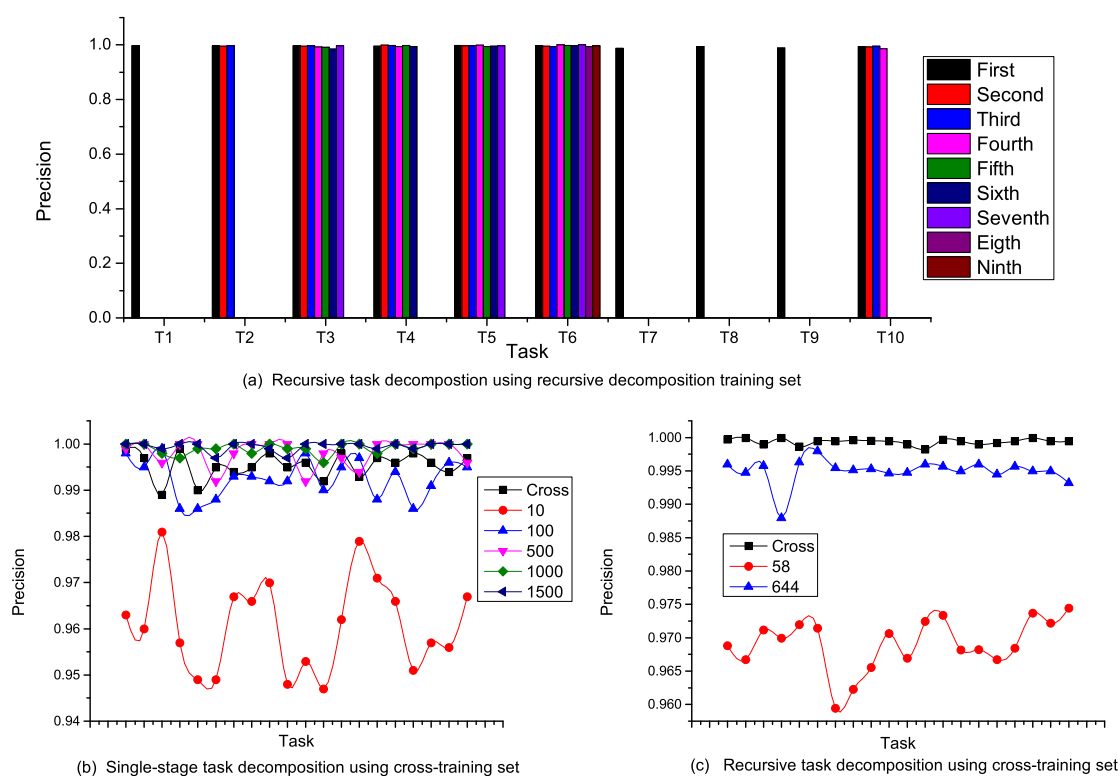 1.0
0.8
0.6
0.4
0.2
0.0
Precision
T1 T2 T3 T4 T5 T6 T7 T8 T9 T10
Task
First
Second
Third
Fourth
Fifth
Sixth
Seventh
Eigth
Ninth
(a) Recursive task decompostion using recursive decomposition training set
1.00
0.99
0.98
0.97
0.96
0.95
0.94
Precision
Cross
10
100
500
1000
1500
Task
(b) Single-stage task decomposition using cross-training set
1.000
0.995
0.990
0.985
0.980
0.975
0.970
0.965
0.960
Precision
Cross
58
644
Task
(c) Recursive task decomposition using cross-training set